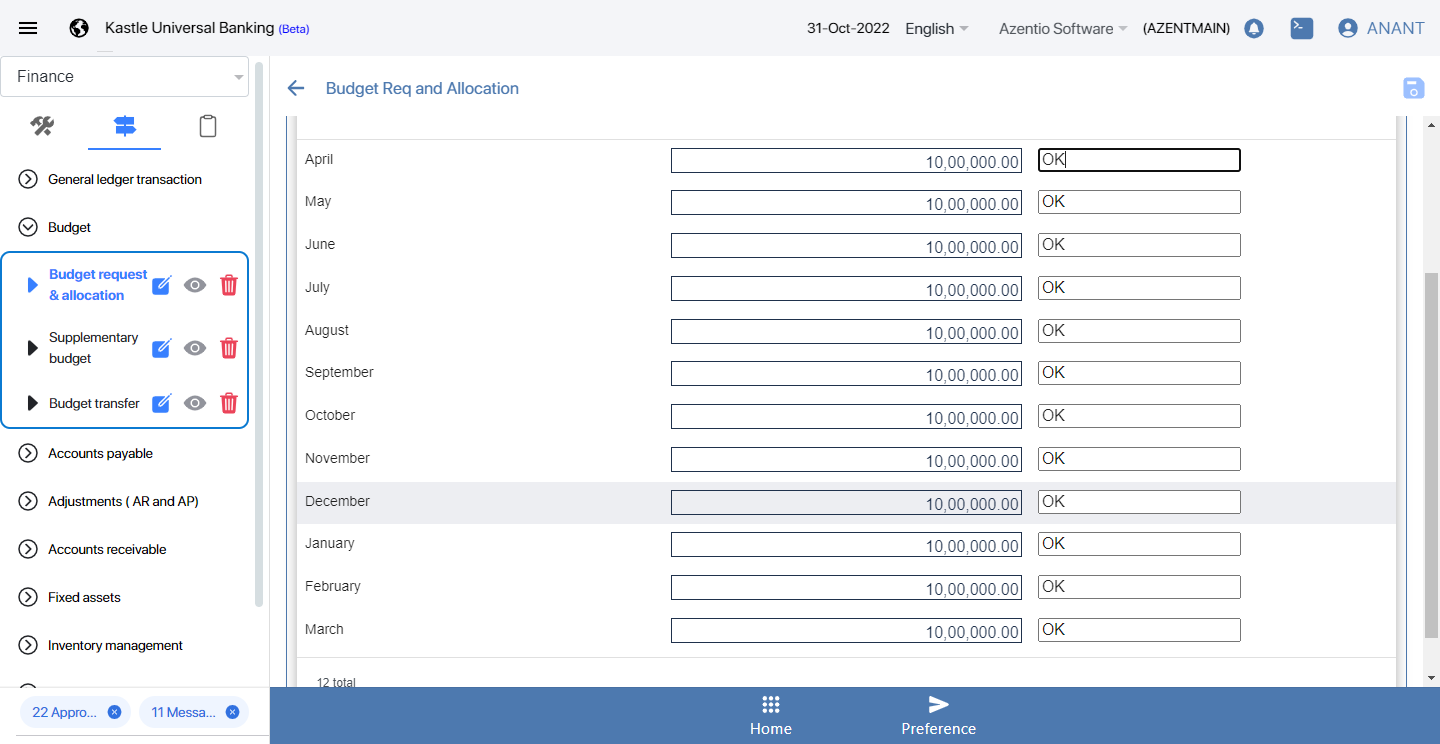 Kastle Universal Banking (Beta)
31-Oct-2022
English
Azentio Software
(AZENTMAIN)
ANANT
Finance
General ledger transaction
Budget
Budget request
& allocation
Supplementary
budget
Budget transfer
Accounts payable
Adjustments ( AR and AP)
Accounts receivable
Fixed assets
Inventory management
22 Appro...
11 Messa...
Budget Req and Allocation
April 10,00,000.00 OK
May 10,00,000.00 OK
June 10,00,000.00 OK
July 10,00,000.00 OK
August 10,00,000.00 OK
September 10,00,000.00 OK
October 10,00,000.00 OK
November 10,00,000.00 OK
December 10,00,000.00 OK
January 10,00,000.00 OK
February 10,00,000.00 OK
March 10,00,000.00 OK
12 total
Home
Preference